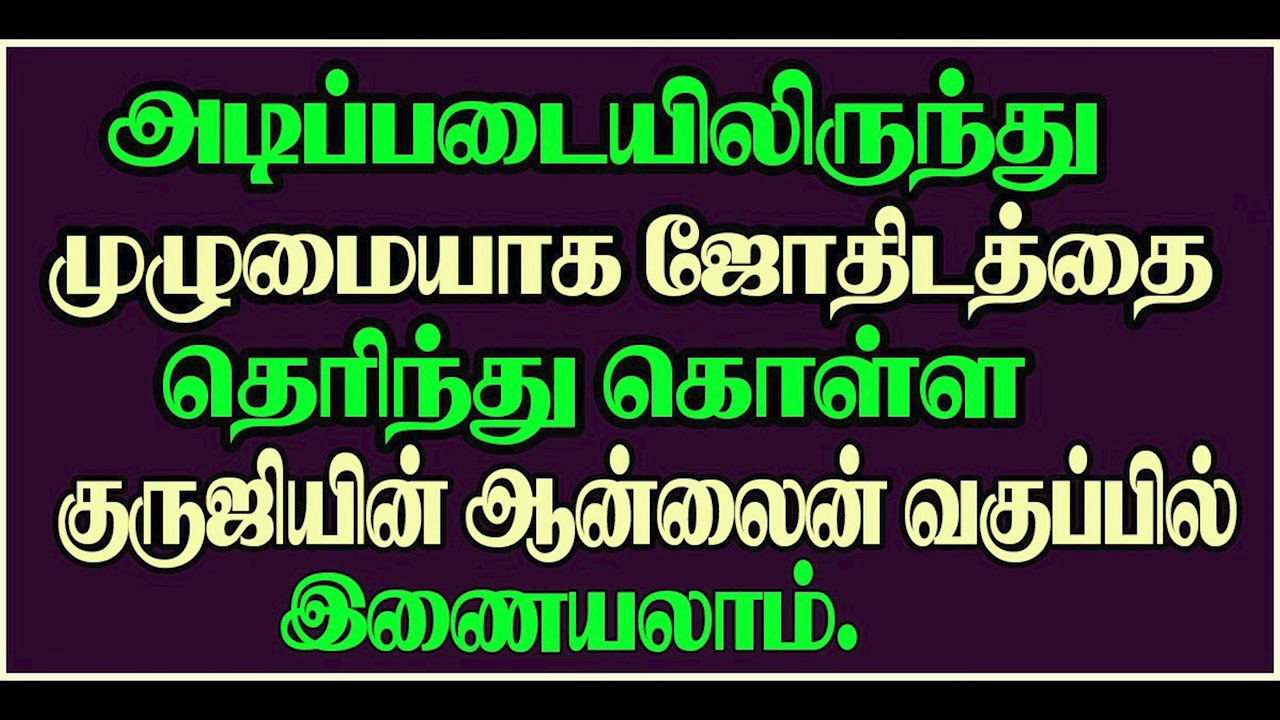 அடிப்படையிலிருந்து
முழுமையாக ஜோதிடத்தை
தெரிந்து கொள்ள
குருஜியின் ஆன்லைன் வகுப்பில்
இணையலாம்.